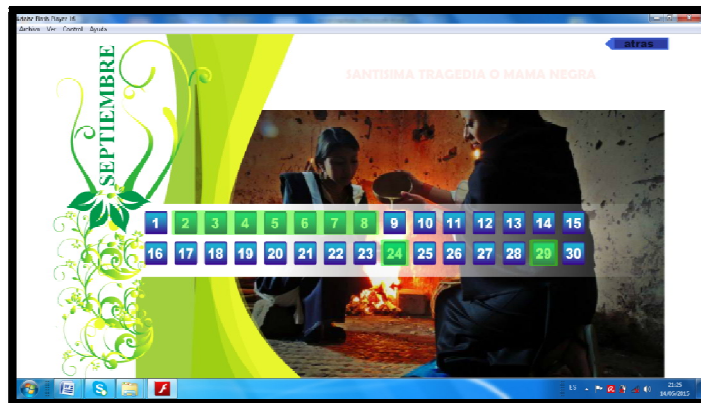 Adobe Flash Player 16
Archivo Ver Control Ayuda
atras
SEPTIEMBRE
SANTISIMA TRAGEDIA O MAMA NEGRA
1 2 3 4 5 6 7 8 9 10 11 12 13 14 15
16 17 18 19 20 21 22 23 24 25 26 27 28 29 30
ES 21:25
14/05/2015